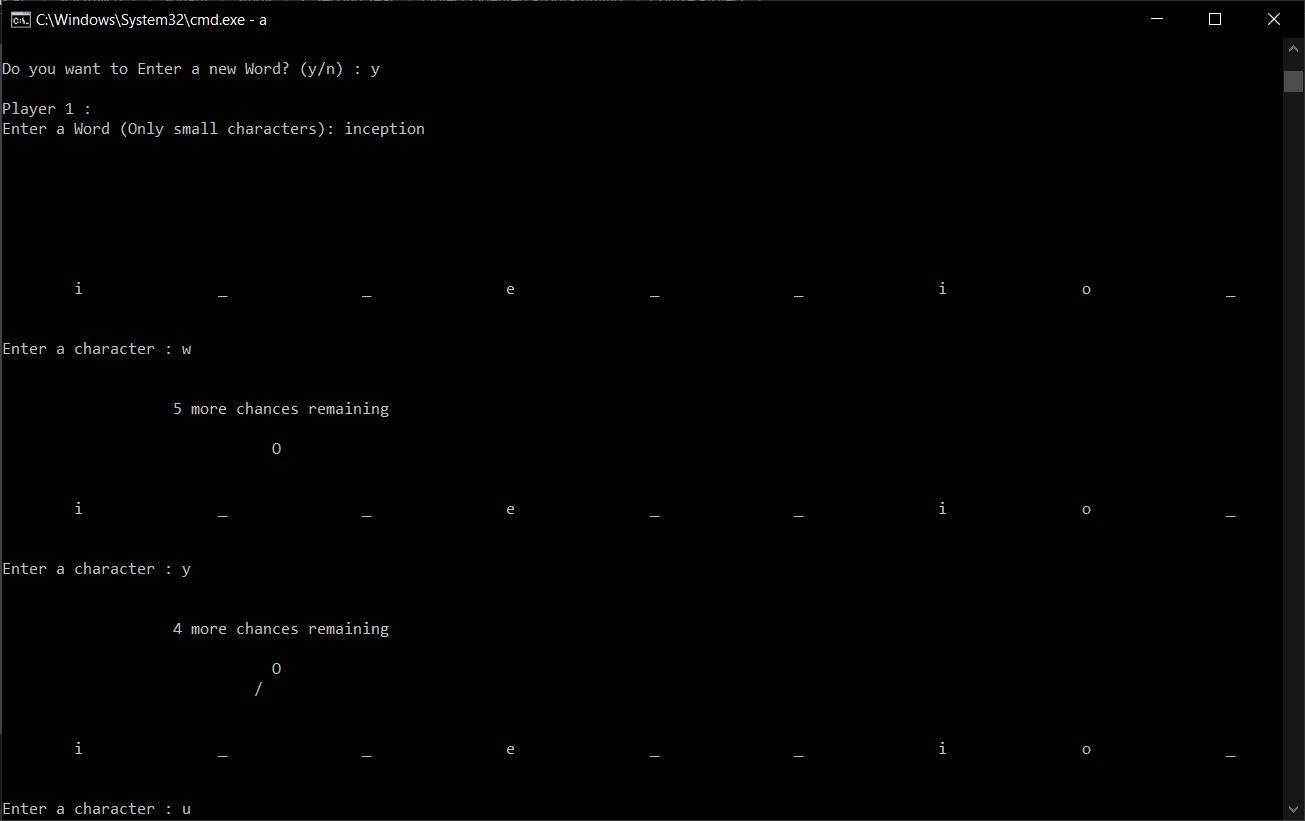 C:\Windows\System32\cmd.exe - a
Do you want to Enter a new Word? (y/n) : y
Player 1 :
Enter a Word (Only small characters): inception
i _ _ e _ _ i o _
Enter a character : w
5 more chances remaining
O
i _ _ e _ _ i o _
Enter a character : y
4 more chances remaining
O
/
i _ _ e _ _ i o _
Enter a character : u